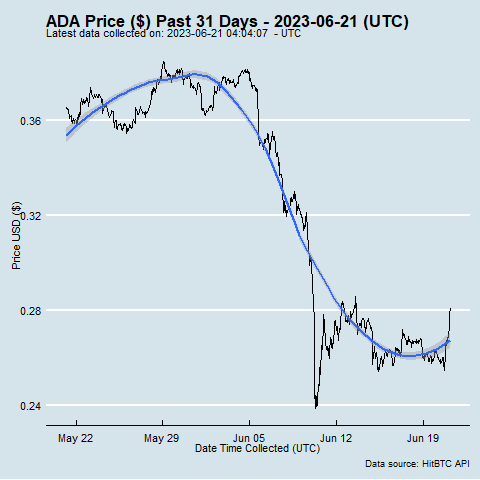 ADA Price ($) Past 31 Days - 2023-06-21 (UTC)
Latest data collected on: 2023-06-21 04:04:07  - UTC
0.36
0.32
0.28
0.24
Price USD ($)
May 22
May 29
Jun 05
Jun 12
Jun 19
Date Time Collected (UTC)
Data source: HitBTC API